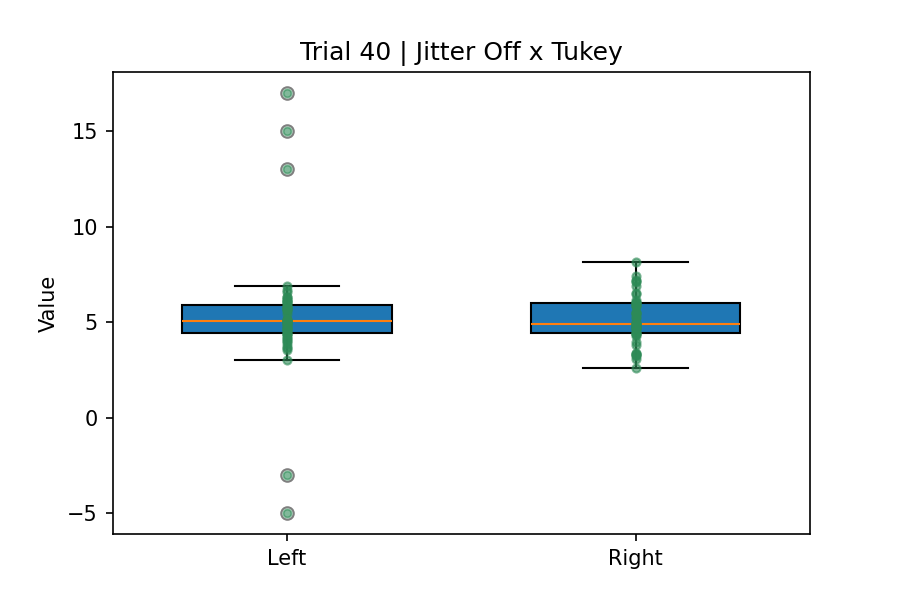 Trial 40 | Jitter Off x Tukey
Value
15
10
5
0
−5
Left
Right